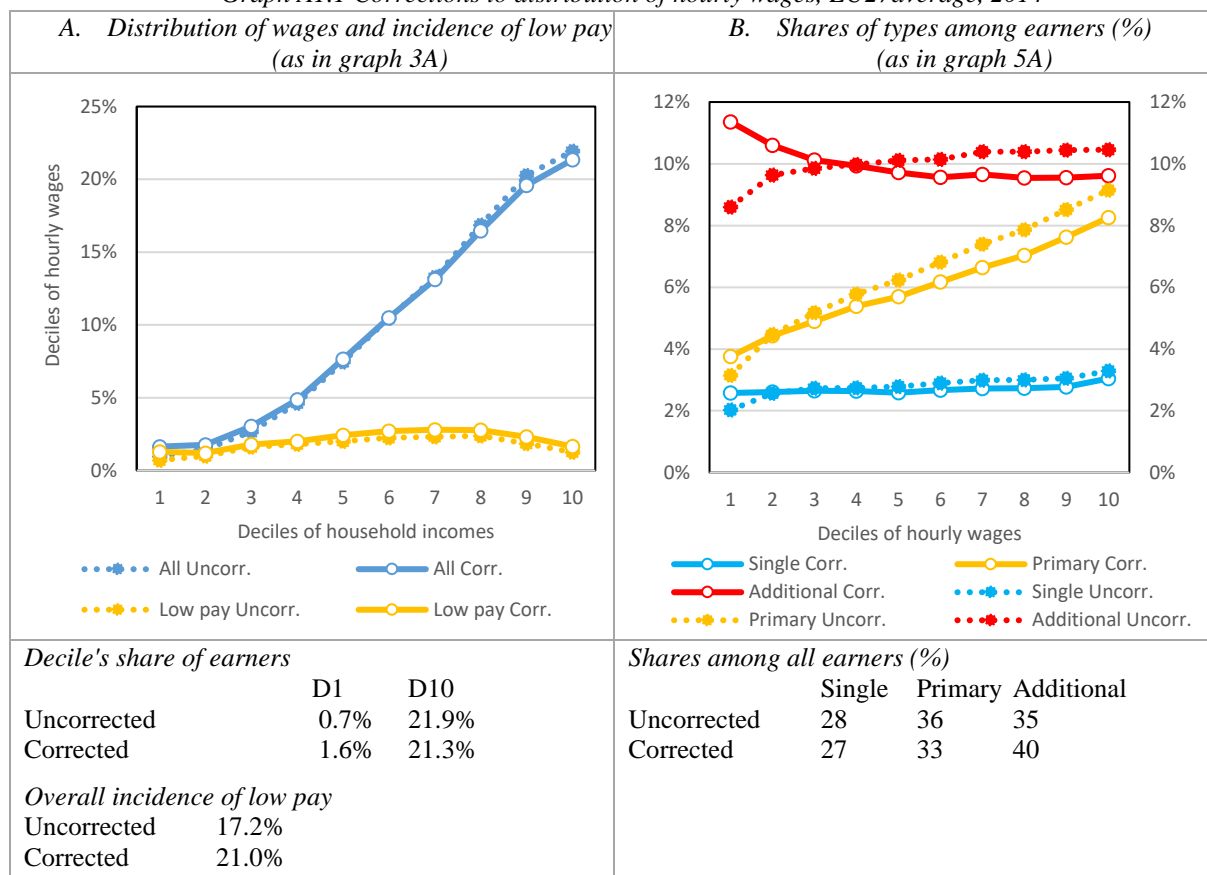 A. Distribution of wages and incidence of low pay
(as in graph 3A)
B. Shares of types among earners (%)
(as in graph 5A)
25%
20%
15%
10%
5%
0%
Deciles of hourly wages
1 2 3 4 5 6 7 8 9 10
Deciles of household incomes
All Uncorr. All Corr.
Low pay Uncorr. Low pay Corr.
12% 12%
10% 10%
8% 8%
6% 6%
4% 4%
2% 2%
0% 0%
1 2 3 4 5 6 7 8 9 10
Deciles of hourly wages
Single Corr. Primary Corr.
Additional Corr. Single Uncorr.
Primary Uncorr. Additional Uncorr.
Decile's share of earners
D1 D10
Uncorrected 0.7% 21.9%
Corrected 1.6% 21.3%
Overall incidence of low pay
Uncorrected 17.2%
Corrected 21.0%
Shares among all earners (%)
Single Primary Additional
Uncorrected 28 36 35
Corrected 27 33 40